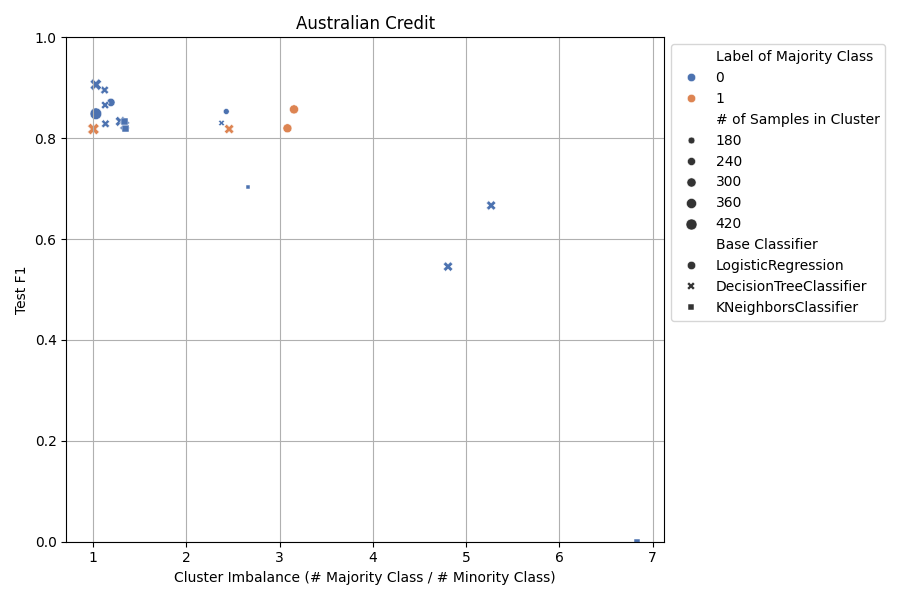 Australian Credit
1.0
0.8
0.6
0.4
0.2
0.0
Test F1
1
2
3
4
5
6
7
Cluster Imbalance (# Majority Class / # Minority Class)
Label of Majority Class
0
1
# of Samples in Cluster
180
240
300
360
420
Base Classifier
LogisticRegression
DecisionTreeClassifier
KNeighborsClassifier